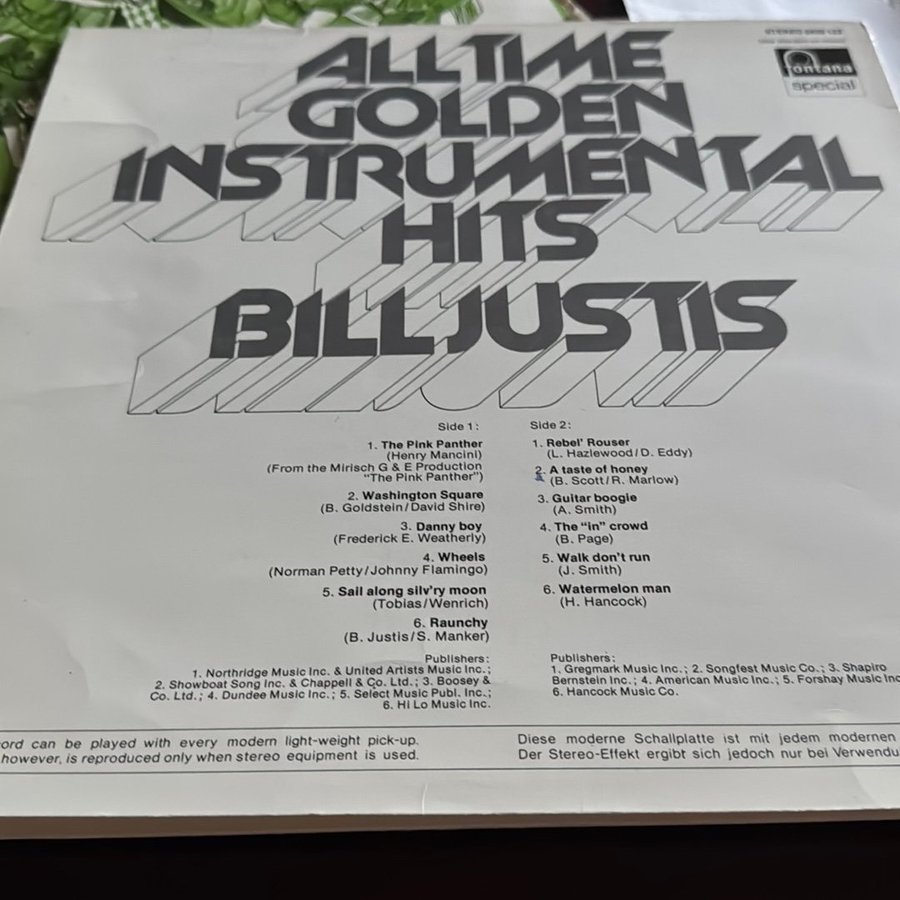 ALL TIME
GOLDEN
INSTRUMENTAL
HITS
BILL JUSTIS
fontana
special
Side 1:
1. The Pink Panther
(Henry Mancini)
(From the Mirisch G & E Production
"The Pink Panther")
2. Washington Square
(B. Goldstein/David Shire)
3. Danny boy
(Frederick E. Weatherly)
4. Wheels
(Norman Petty/Johnny Flamingo)
5. Sail along silv'ry moon
(Tobias/Wenrich)
6. Raunchy
(B. Justis/S. Manker)
Publishers:
1. Northridge Music Inc. & United Artists Music Inc.;
2. Showboat Song Inc. & Chappell & Co. Ltd.; 3. Boosey &
Co. Ltd.; 4. Dundee Music Inc.; 5. Select Music Publ. Inc.;
6. Hi Lo Music Inc.
Side 2:
1. Rebel' Rouser
(L. Hazlewood/D. Eddy)
2. A taste of honey
(B. Scott/R. Marlow)
3. Guitar boogie
(A. Smith)
4. The "in" crowd
(B. Page)
5. Walk don't run
(J. Smith)
6. Watermelon man
(H. Hancock)
Publishers:
1. Gregmark Music Inc.; 2. Songfest Music Co.; 3. Shapiro
Bernstein Inc.; 4. American Music Inc.; 5. Forshay Music Inc
6. Hancock Music Co.
ord can be played with every modern light-weight pick-up.
however, is reproduced only when stereo equipment is used.
Diese moderne Schallplatte ist mit jedem modernen
Der Stereo-Effekt ergibt sich jedoch nur bei Verwendu